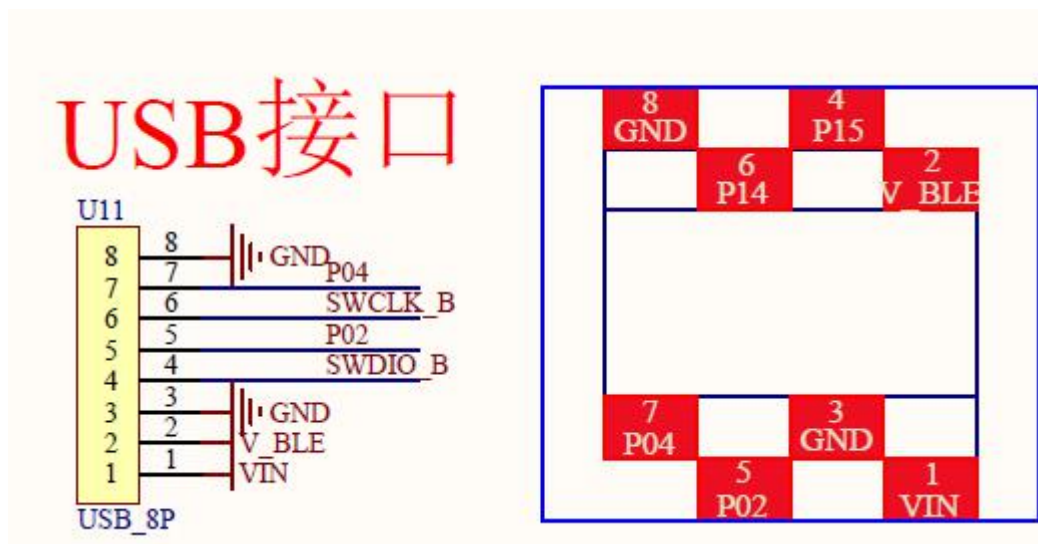 USB接口
U11
8 8 GND
7 7 P04
6 6 SWCLK_B
5 5 P02
4 4 SWDIO_B
3 3 GND
2 2 V_BLE
1 1 VIN
USB_8P
8 4
GND P15
6 2
P14 V_BLE
7 3
P04 GND
5 1
P02 VIN